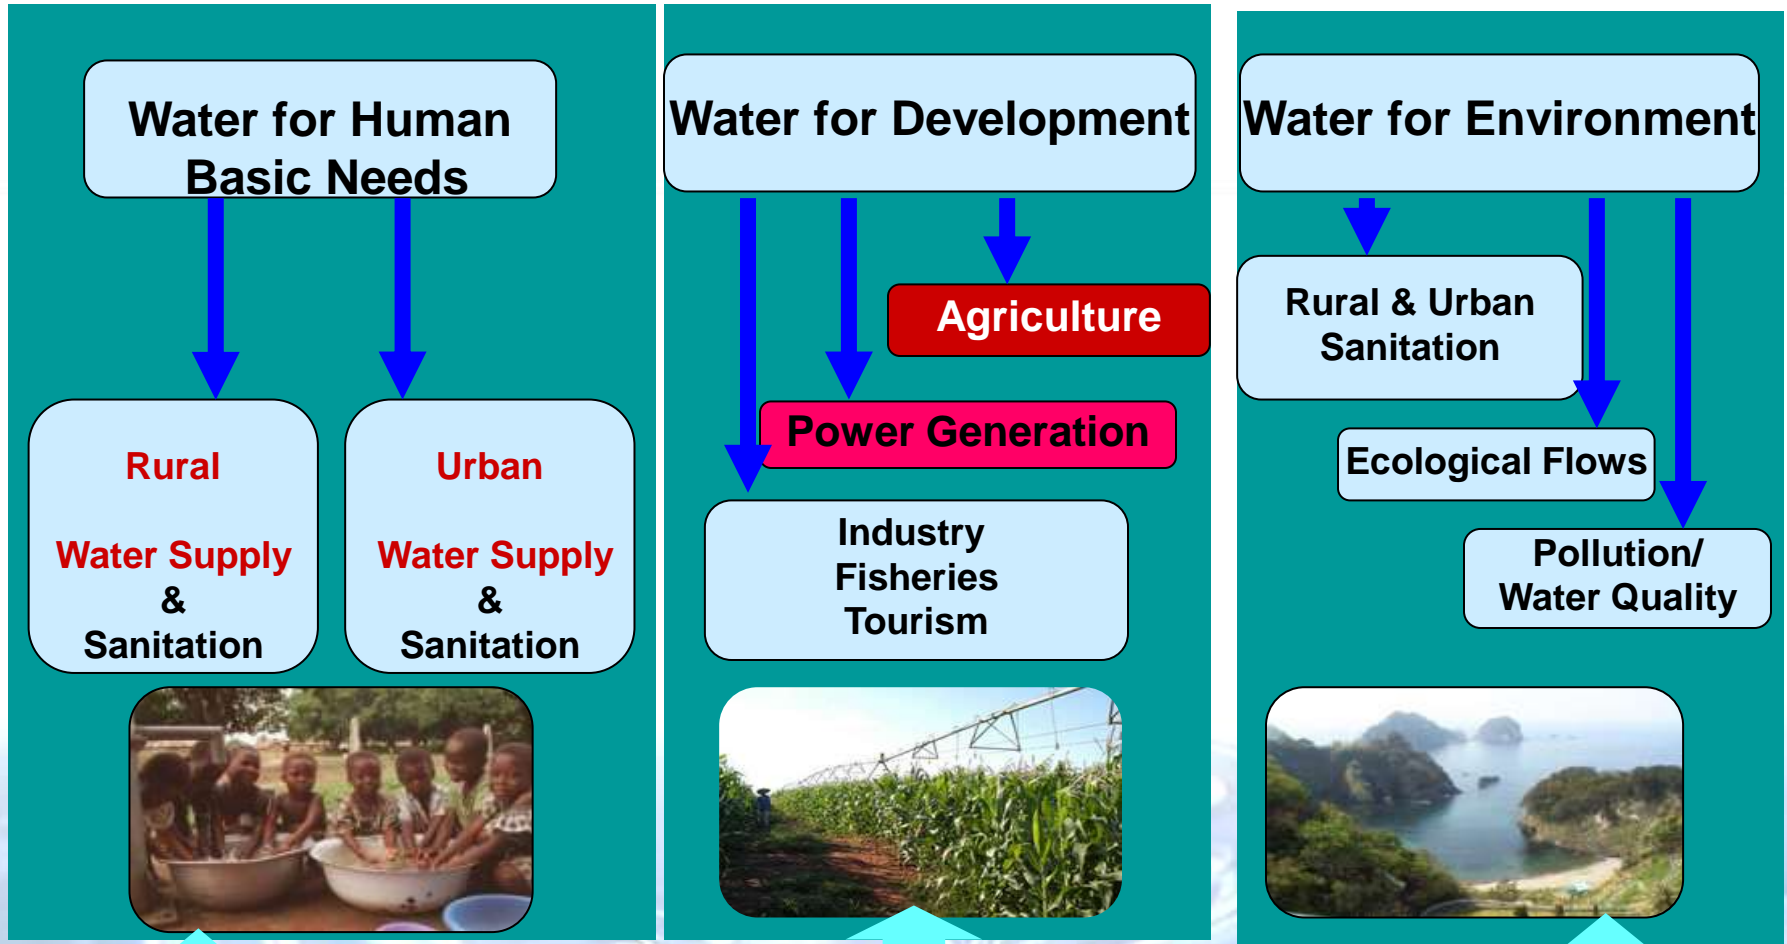 Water for Human
Basic Needs
Rural
Water Supply
&
Sanitation
Urban
Water Supply
&
Sanitation
Water for Development
Agriculture
Power Generation
Industry
Fisheries
Tourism
Water for Environment
Rural & Urban
Sanitation
Ecological Flows
Pollution/
Water Quality